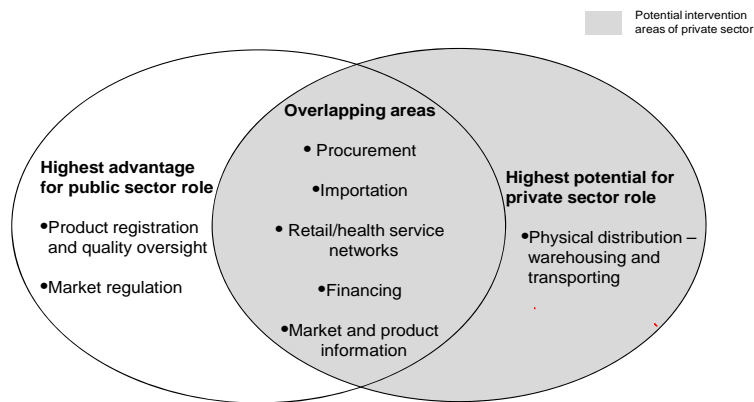 Potential intervention
areas of private sector
Overlapping areas
• Procurement
• Importation
• Retail/health service
networks
• Financing
• Market and product
information
Highest advantage
for public sector role
•Product registration
and quality oversight
•Market regulation
Highest potential for
private sector role
•Physical distribution –
warehousing and
transporting